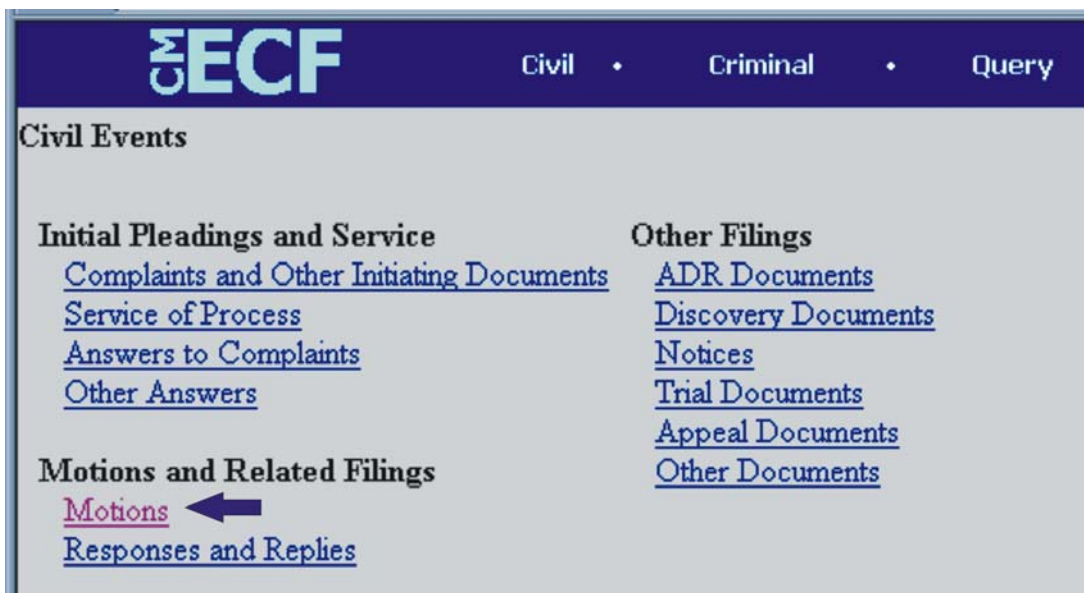 CM ECF Civil • Criminal • Query
Civil Events
Initial Pleadings and Service
Complaints and Other Initiating Documents
Service of Process
Answers to Complaints
Other Answers
Motions and Related Filings
Motions
Responses and Replies
Other Filings
ADR Documents
Discovery Documents
Notices
Trial Documents
Appeal Documents
Other Documents